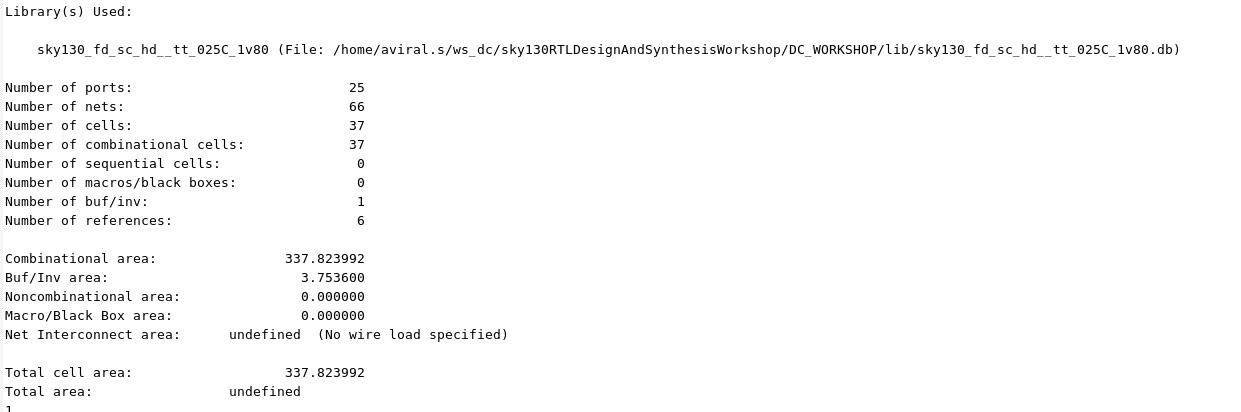 Library(s) Used:
sky130_fd_sc_hd__tt_025C_1v80 (File: /home/aviral.s/ws_dc/sky130RTLDesignAndSynthesisWorkshop/DC_WORKSHOP/lib/sky130_fd_sc_hd__tt_025C_1v80.db)
Number of ports: 25
Number of nets: 66
Number of cells: 37
Number of combinational cells: 37
Number of sequential cells: 0
Number of macros/black boxes: 0
Number of buf/inv: 1
Number of references: 6
Combinational area: 337.823992
Buf/Inv area: 3.753600
Noncombinational area: 0.000000
Macro/Black Box area: 0.000000
Net Interconnect area: undefined (No wire load specified)
Total cell area: 337.823992
Total area: undefined
1